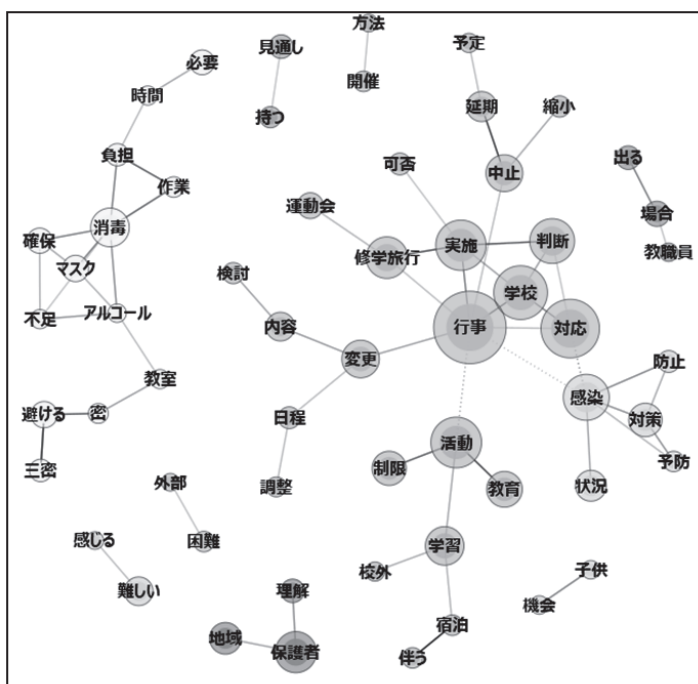 方法
見通し
予定
必要
開催
時間
延期
縮小
持つ
負担
出る
可否
中止
作業
運動会
場合
消毒
実施
判断
確保
修学旅行
教職員
マスク
検討
学校
不足
アルコール
内容
行事
対応
変更
防止
教室
感染
避ける
密
日程
対策
活動
三密
制限
予防
外部
調整
教育
状況
感じる
困難
学習
校外
子供
難しい
理解
機会
宿泊
地域
保護者
伴う